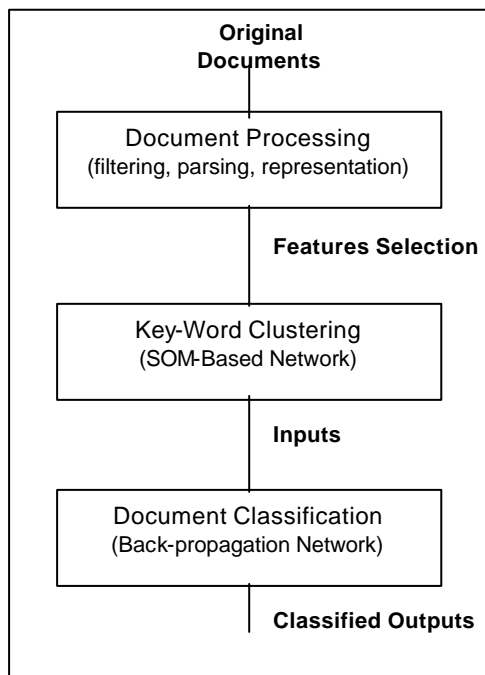 Original
Documents
Document Processing
(filtering, parsing, representation)
Features Selection
Key-Word Clustering
(SOM-Based Network)
Inputs
Document Classification
(Back-propagation Network)
Classified Outputs